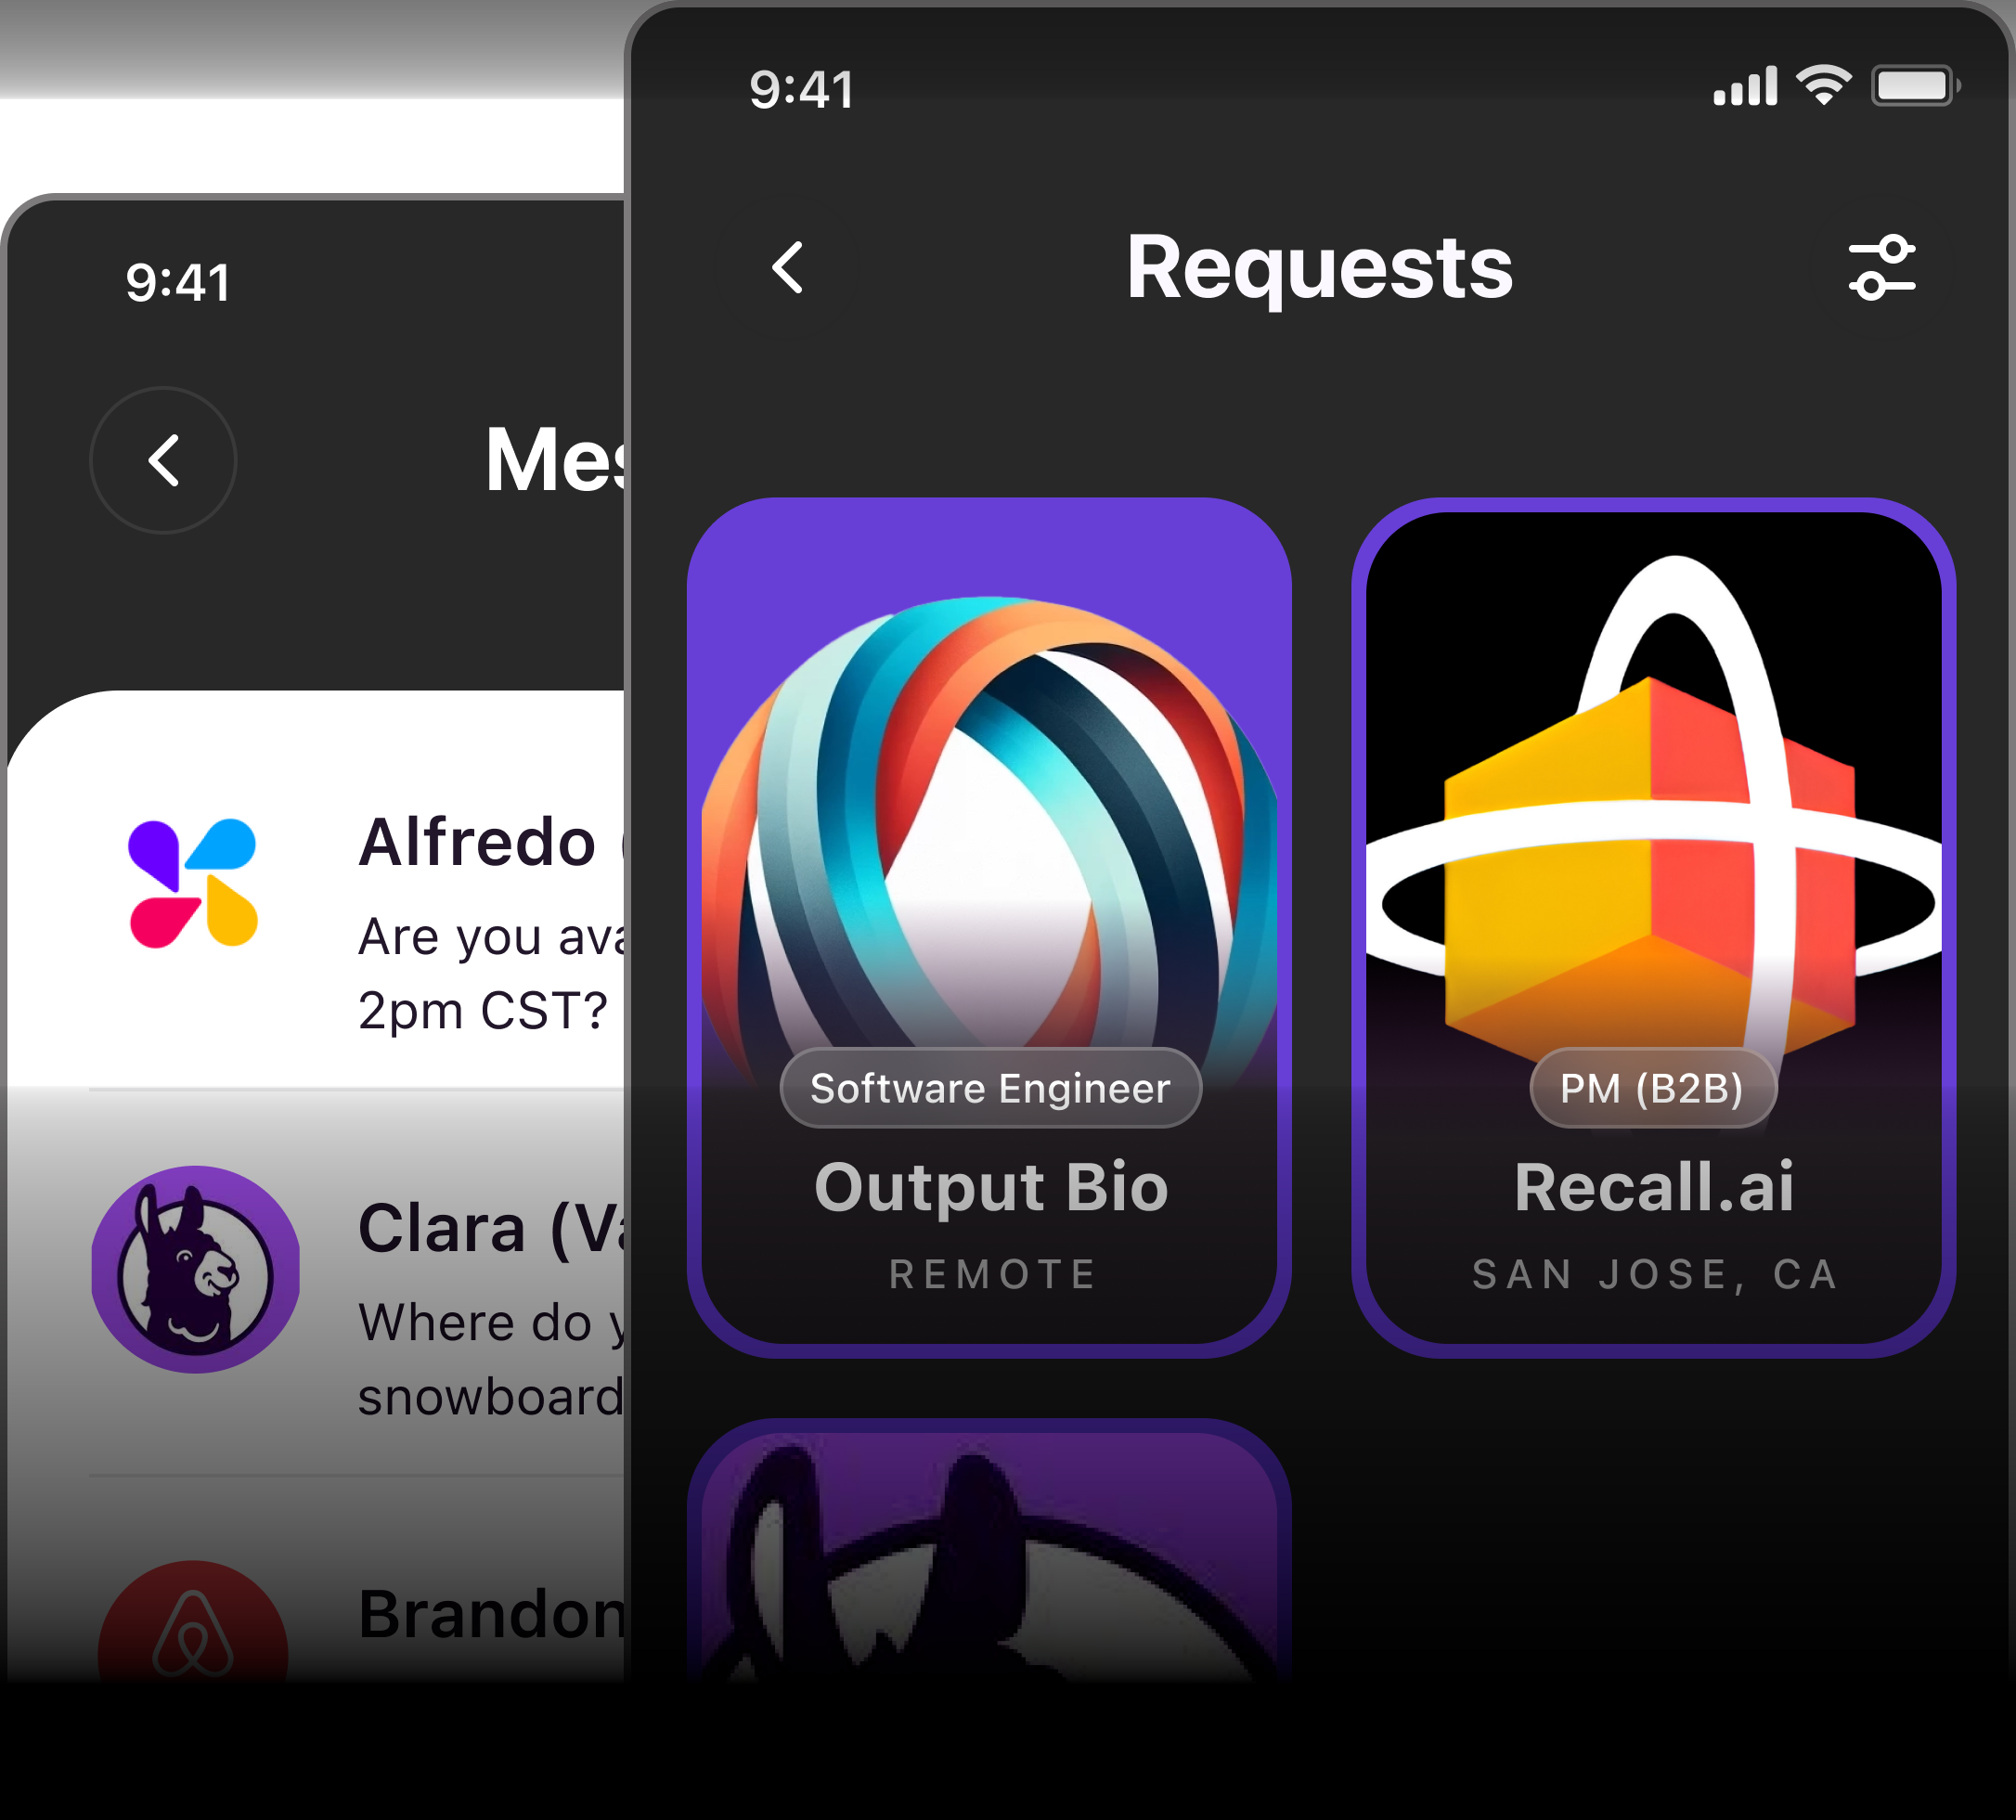 9:41
Mes
Alfredo
Are you ava
2pm CST?
Clara (Va
Where do y
snowboard
Brandon
9:41
Requests
Software Engineer
Output Bio
REMOTE
PM (B2B)
Recall.ai
SAN JOSE, CA